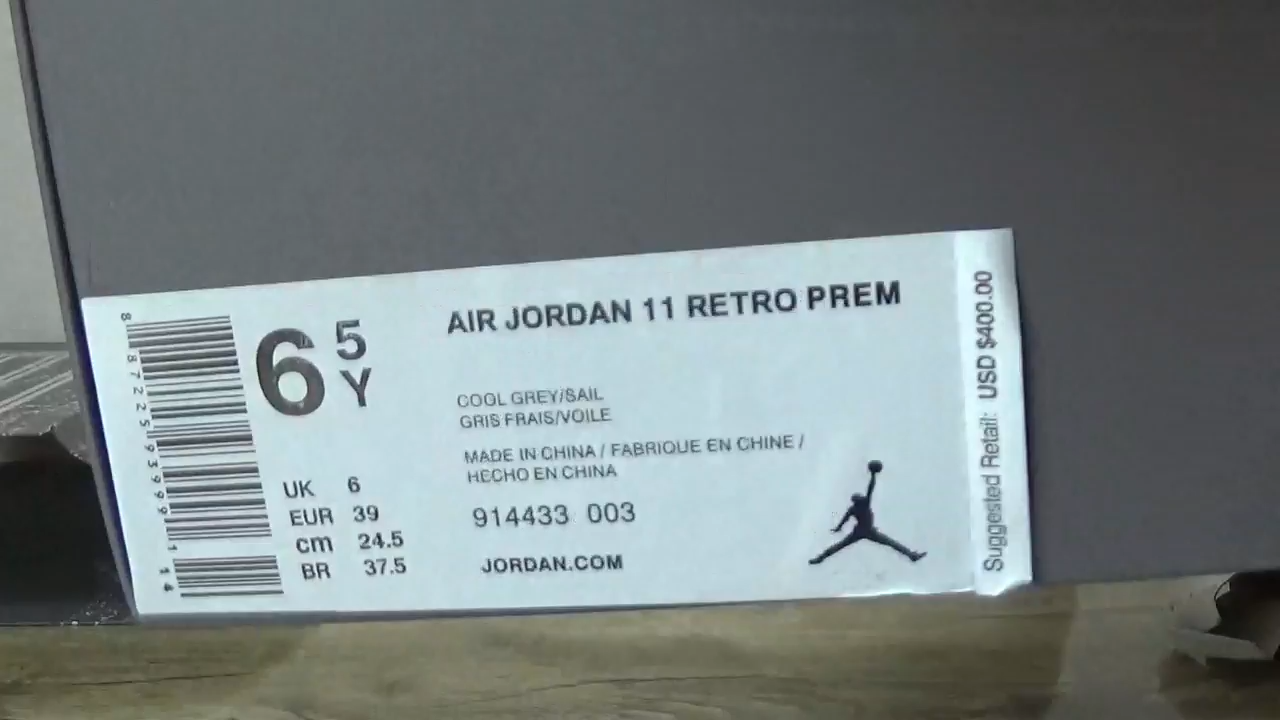 AIR JORDAN 11 RETRO PREM
6 5
Y
COOL GREY/SAIL
GRIS FRAIS/VOILE
MADE IN CHINA / FABRIQUE EN CHINE /
HECHO EN CHINA
914433 003
JORDAN.COM
UK 6
EUR 39
cm 24.5
BR 37.5
8 87225 93999 1 14
Suggested Retail: USD $400.00